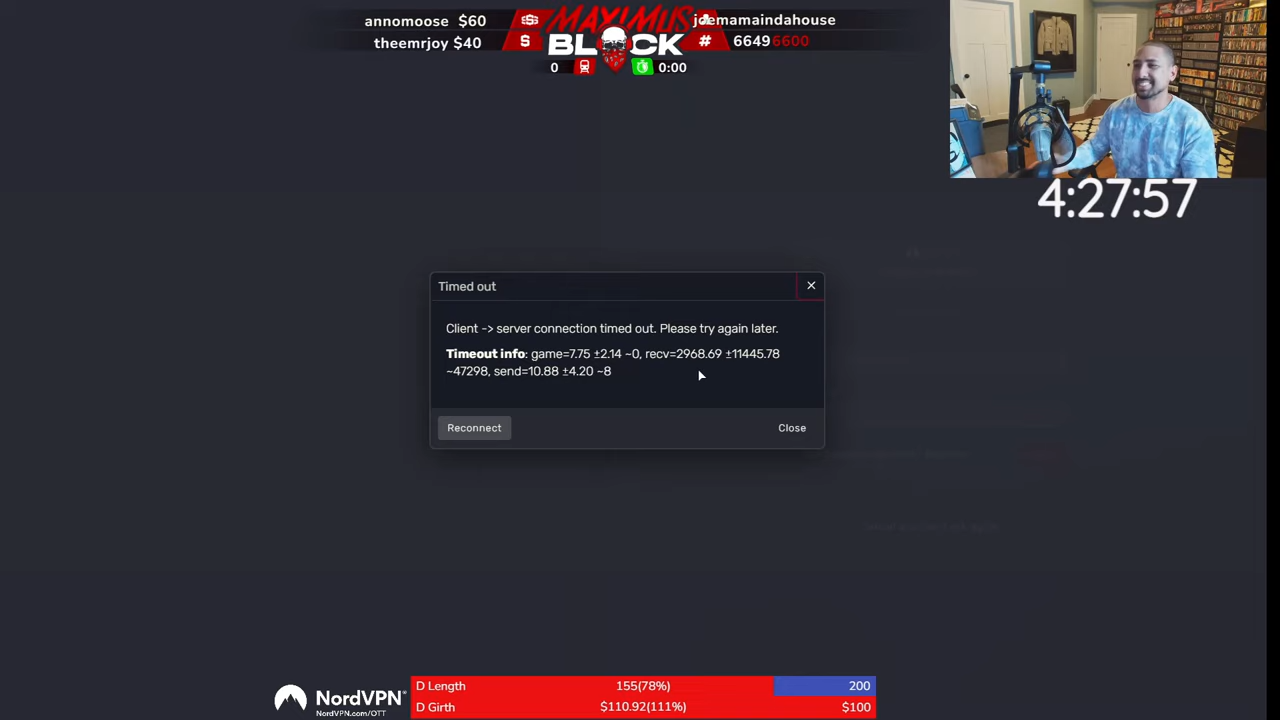 annomoose $60
theemrjoy $40
MAXIMUS
BLOCK
joemamaindahouse
# 6649 6600
0
0:00
4:27:57
Timed out
Client -> server connection timed out. Please try again later.
Timeout info: game=7.75 ±2.14 ~0, recv=2968.69 ±11445.78
~47298, send=10.88 ±4.20 ~8
Reconnect
Close
NordVPN®
NordVPN.com/OTT
D Length 155(78%) 200
D Girth $110.92(111%) $100